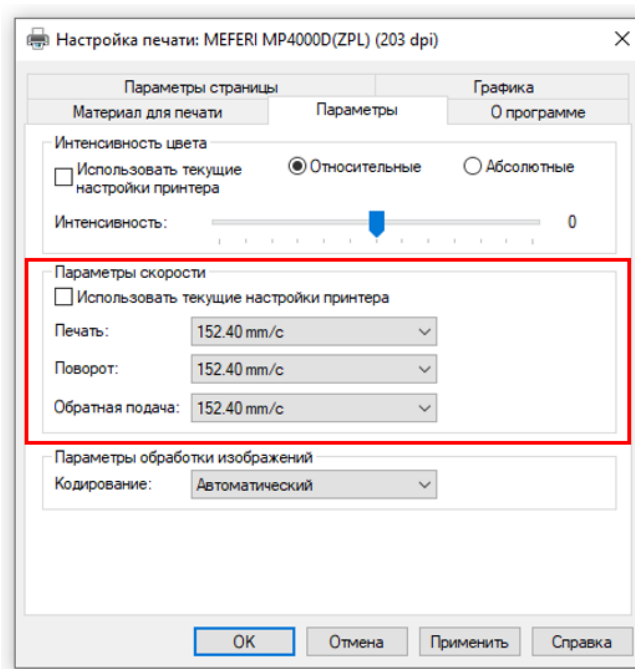 Настройка печати: MEFERI MP4000D(ZPL) (203 dpi)
Параметры страницы
Графика
Материал для печати
Параметры
О программе
Интенсивность цвета
Использовать текущие
настройки принтера
Относительные
Абсолютные
Интенсивность:
0
Параметры скорости
Использовать текущие настройки принтера
Печать:
152.40 mm/c
Поворот:
152.40 mm/c
Обратная подача:
152.40 mm/c
Параметры обработки изображений
Кодирование:
Автоматический
OK
Отмена
Применить
Справка